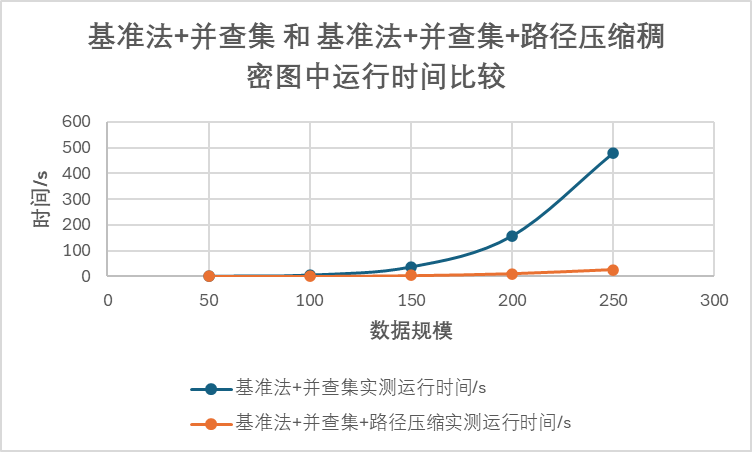 基准法+并查集 和 基准法+并查集+路径压缩稠
密图中运行时间比较
600
500
400
300
200
100
0
时间/s
0 50 100 150 200 250 300
数据规模
基准法+并查集实测运行时间/s
基准法+并查集+路径压缩实测运行时间/s